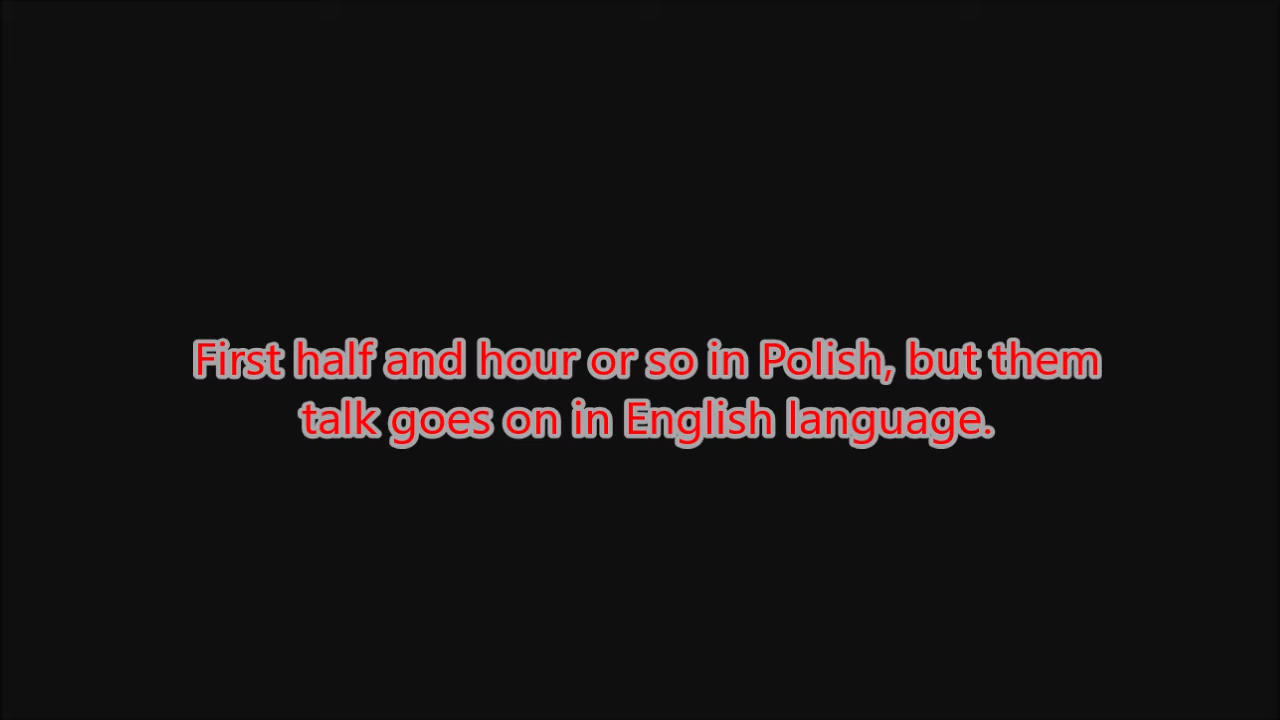 First half and hour or so in Polish, but them
talk goes on in English language.